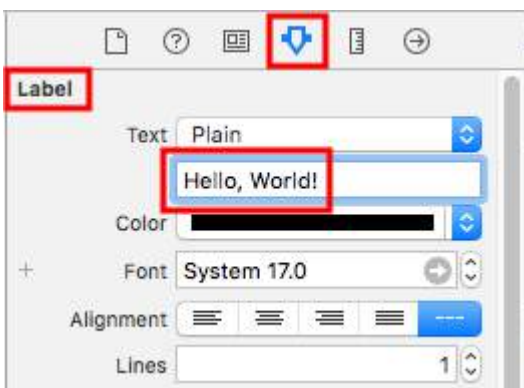 Label
Text Plain
Hello, World!
Color
Font System 17.0
Alignment
Lines 1